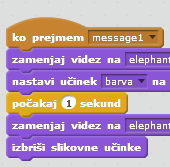 ko prejmem message1
zamenjaj videz na elephant
nastavi učinek barva na
počakaj 1 sekund
zamenjaj videz na elephant
izbriši slikovne učinke